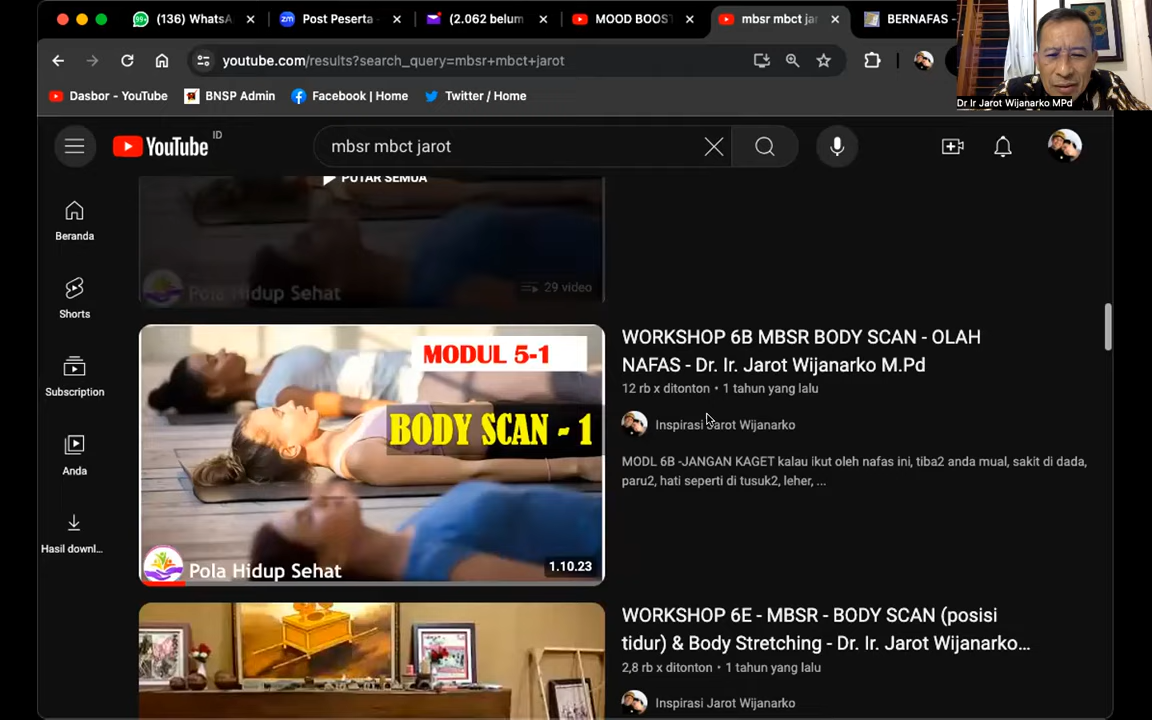 (136) WhatsA
Post Peserta
(2.062 belum
MOOD BOOST
mbsr mbct jar
BERNAFAS -
youtube.com/results?search_query=mbsr+mbct+jarot
Dasbor - YouTube
BNSP Admin
Facebook | Home
Twitter / Home
Dr Ir Jarot Wijanarko MPd
YouTube ID
mbsr mbct jarot
Beranda
Shorts
Subscription
Anda
Hasil downl...
PUTAR SEMUA
Pola Hidup Sehat
29 video
MODUL 5-1
BODY SCAN - 1
Pola Hidup Sehat
1.10.23
WORKSHOP 6B MBSR BODY SCAN - OLAH
NAFAS - Dr. Ir. Jarot Wijanarko M.Pd
12 rb x ditonton • 1 tahun yang lalu
Inspirasi Jarot Wijanarko
MODL 6B -JANGAN KAGET kalau ikut oleh nafas ini, tiba2 anda mual, sakit di dada,
paru2, hati seperti di tusuk2, leher, ...
WORKSHOP 6E - MBSR - BODY SCAN (posisi
tidur) & Body Stretching - Dr. Ir. Jarot Wijanarko...
2,8 rb x ditonton • 1 tahun yang lalu
Inspirasi Jarot Wijanarko